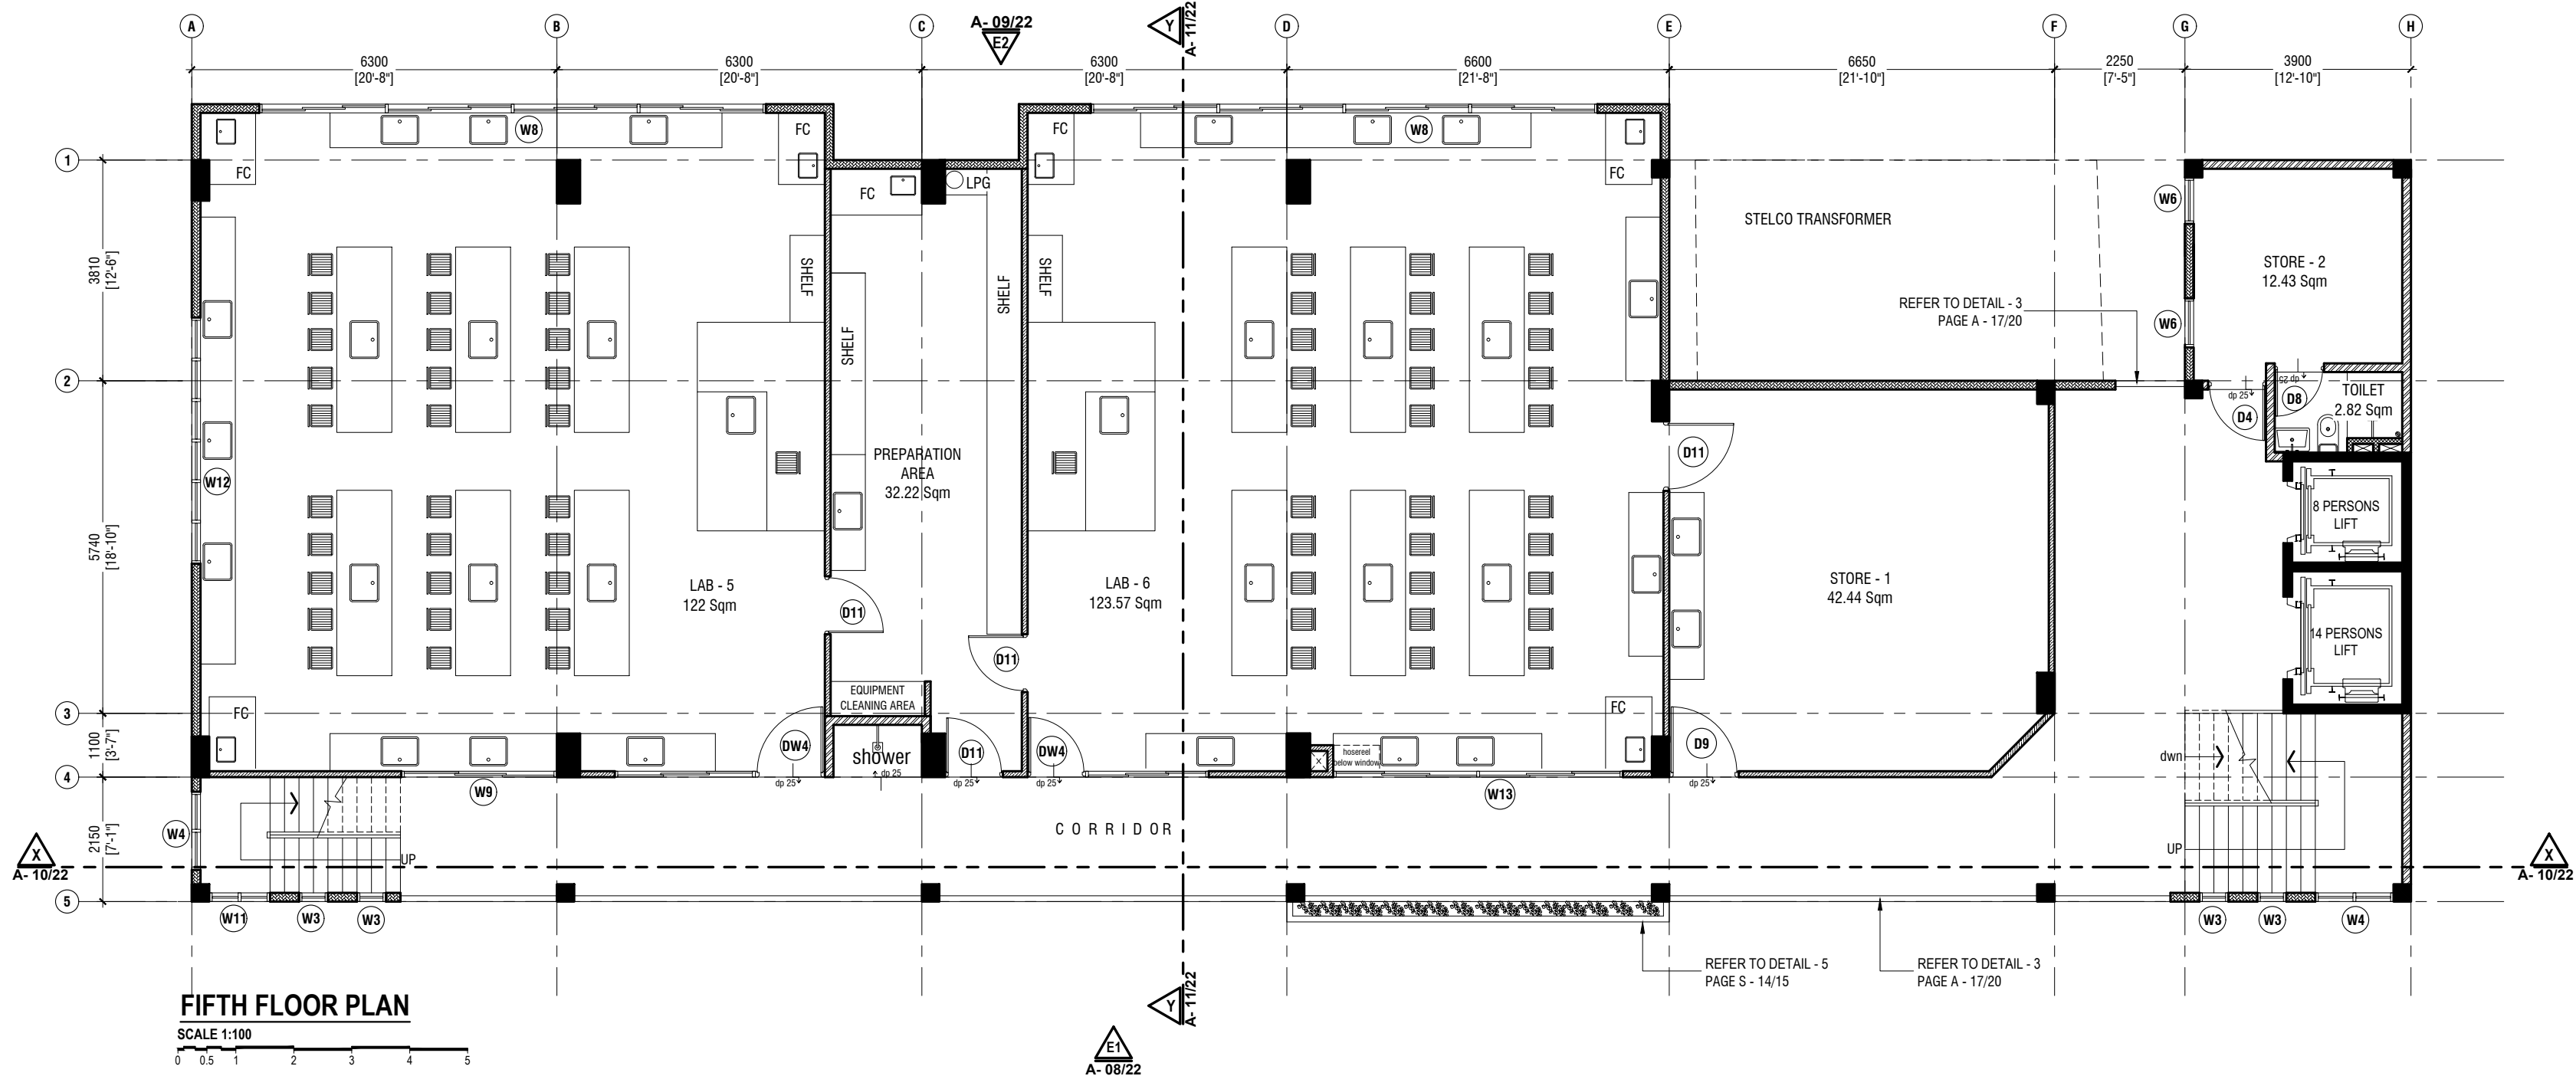 A- 09/22
E2
Y
A- 11/22
A
B
C
D
E
F
G
H
6300
[20'-8"]
6300
[20'-8"]
6300
[20'-8"]
6600
[21'-8"]
6650
[21'-10"]
2250
[7'-5"]
3900
[12'-10"]
1
2
3
4
5
3810
[12'-6"]
5740
[18'-10"]
1100
[3'-7"]
2150
[7'-1"]
FC
W8
FC
FC
FC
LPG
FC
W8
FC
FC
SHELF
SHELF
SHELF
SHELF
STELCO TRANSFORMER
W6
W6
STORE - 2
12.43 Sqm
REFER TO DETAIL - 3
PAGE A - 17/20
dp 25
dp 25
D4
D8
TOILET
2.82 Sqm
W12
PREPARATION
AREA
32.22 Sqm
D11
8 PERSONS
LIFT
LAB - 5
122 Sqm
D11
LAB - 6
123.57 Sqm
STORE - 1
42.44 Sqm
14 PERSONS
LIFT
D11
EQUIPMENT
CLEANING AREA
FC
FC
DW4
shower
D11
DW4
hosereel
below window
D9
dp 25
dp 25
dp 25
dp 25
dp 25
W9
W13
dwn
W4
CORRIDOR
UP
UP
X
A- 10/22
X
A- 10/22
W11
W3
W3
W3
W3
W4
REFER TO DETAIL - 5
PAGE S - 14/15
REFER TO DETAIL - 3
PAGE A - 17/20
Y
A- 11/22
FIFTH FLOOR PLAN
SCALE 1:100
0 0.5 1 2 3 4 5
E1
A- 08/22